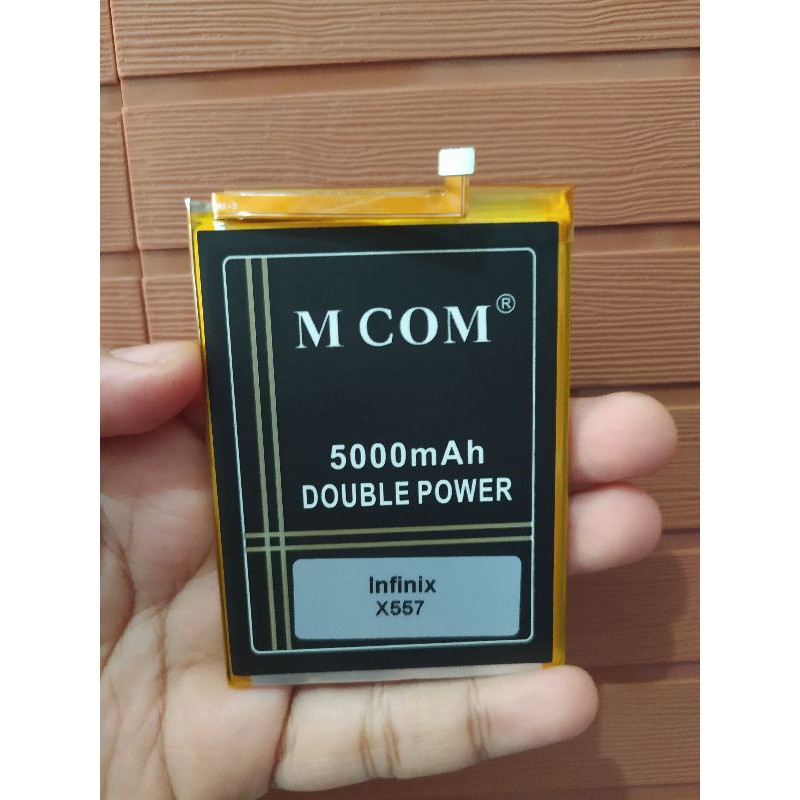 M COM®
5000mAh
DOUBLE POWER
Infinix
X557